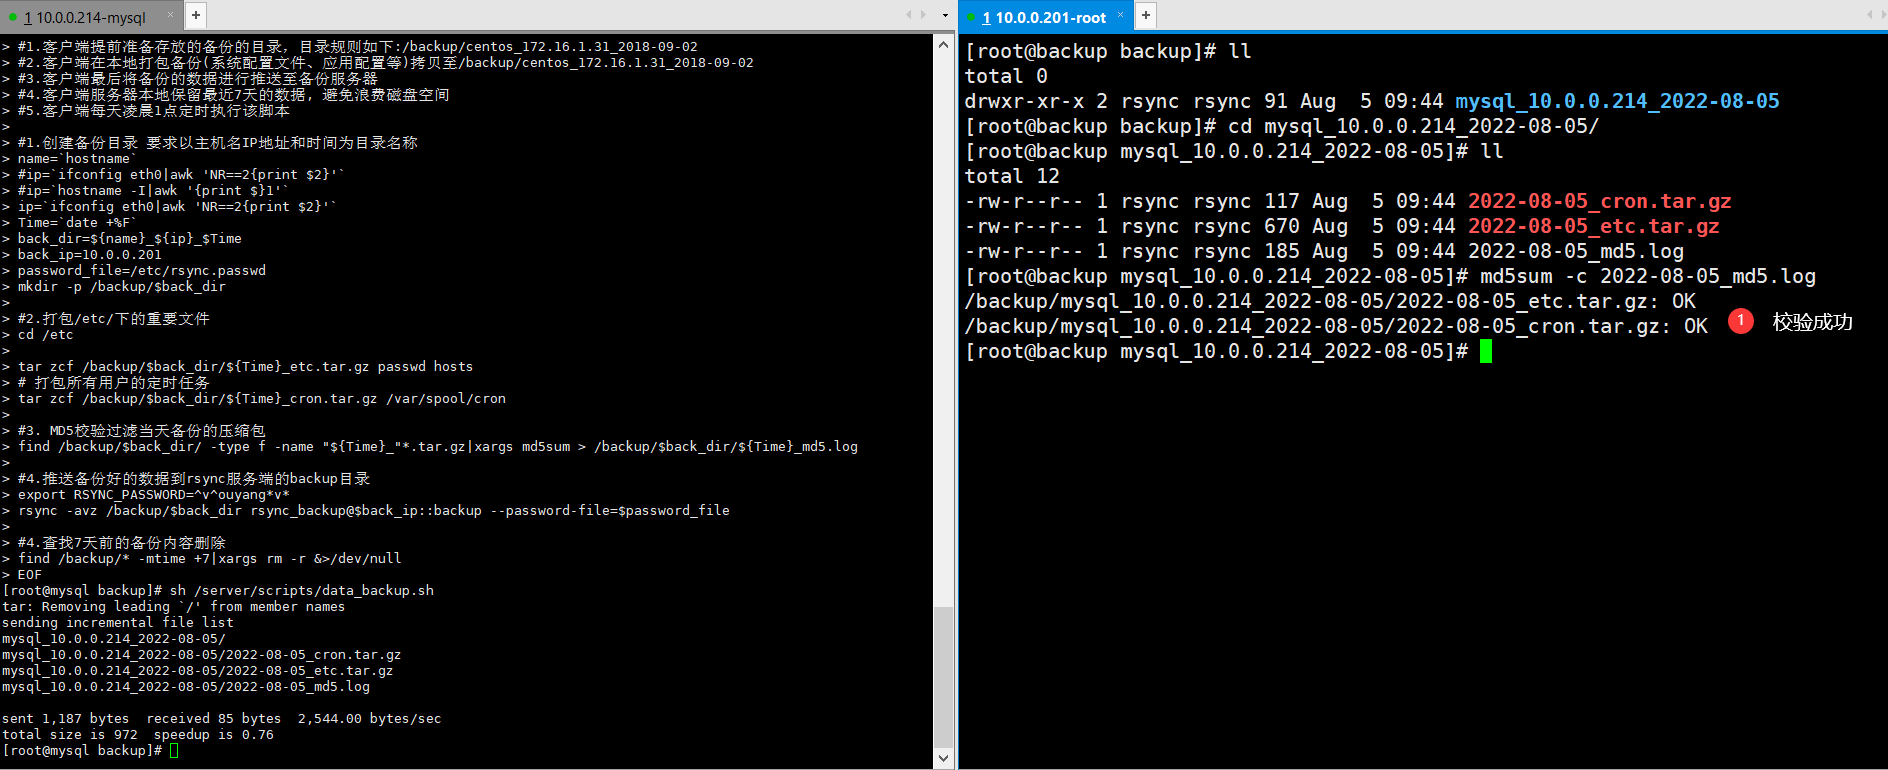 1 10.0.0.214-mysql × +
> #1.客户端提前准备存放的备份的目录，目录规则如下:/backup/centos_172.16.1.31_2018-09-02
> #2.客户端在本地打包备份(系统配置文件、应用配置等)拷贝至/backup/centos_172.16.1.31_2018-09-02
> #3.客户端最后将备份的数据进行推送至备份服务器
> #4.客户端服务器本地保留最近7天的数据, 避免浪费磁盘空间
> #5.客户端每天凌晨1点定时执行该脚本
>
> #1.创建备份目录 要求以主机名IP地址和时间为目录名称
> name=`hostname`
> #ip=`ifconfig eth0|awk 'NR==2{print $2}'`
> #ip=`hostname -I|awk '{print $}1'`
> ip=`ifconfig eth0|awk 'NR==2{print $2}'`
> Time=`date +%F`
> back_dir=${name}_${ip}_$Time
> back_ip=10.0.0.201
> password_file=/etc/rsync.passwd
> mkdir -p /backup/$back_dir
>
> #2.打包/etc/下的重要文件
> cd /etc
>
> tar zcf /backup/$back_dir/${Time}_etc.tar.gz passwd hosts
> # 打包所有用户的定时任务
> tar zcf /backup/$back_dir/${Time}_cron.tar.gz /var/spool/cron
>
> #3. MD5校验过滤当天备份的压缩包
> find /backup/$back_dir/ -type f -name "${Time}_"*.tar.gz|xargs md5sum > /backup/$back_dir/${Time}_md5.log
>
> #4.推送备份好的数据到rsync服务端的backup目录
> export RSYNC_PASSWORD=^v^ouyang*v*
> rsync -avz /backup/$back_dir rsync_backup@$back_ip::backup --password-file=$password_file
>
> #4.查找7天前的备份内容删除
> find /backup/* -mtime +7|xargs rm -r &>/dev/null
> EOF
[root@mysql backup]# sh /server/scripts/data_backup.sh
tar: Removing leading `/' from member names
sending incremental file list
mysql_10.0.0.214_2022-08-05/
mysql_10.0.0.214_2022-08-05/2022-08-05_cron.tar.gz
mysql_10.0.0.214_2022-08-05/2022-08-05_etc.tar.gz
mysql_10.0.0.214_2022-08-05/2022-08-05_md5.log
sent 1,187 bytes  received 85 bytes  2,544.00 bytes/sec
total size is 972  speedup is 0.76
[root@mysql backup]#
1 10.0.0.201-root × +
[root@backup backup]# ll
total 0
drwxr-xr-x 2 rsync rsync 91 Aug  5 09:44 mysql_10.0.0.214_2022-08-05
[root@backup backup]# cd mysql_10.0.0.214_2022-08-05/
[root@backup mysql_10.0.0.214_2022-08-05]# ll
total 12
-rw-r--r-- 1 rsync rsync 117 Aug  5 09:44 2022-08-05_cron.tar.gz
-rw-r--r-- 1 rsync rsync 670 Aug  5 09:44 2022-08-05_etc.tar.gz
-rw-r--r-- 1 rsync rsync 185 Aug  5 09:44 2022-08-05_md5.log
[root@backup mysql_10.0.0.214_2022-08-05]# md5sum -c 2022-08-05_md5.log
/backup/mysql_10.0.0.214_2022-08-05/2022-08-05_etc.tar.gz: OK
/backup/mysql_10.0.0.214_2022-08-05/2022-08-05_cron.tar.gz: OK 1 校验成功
[root@backup mysql_10.0.0.214_2022-08-05]#